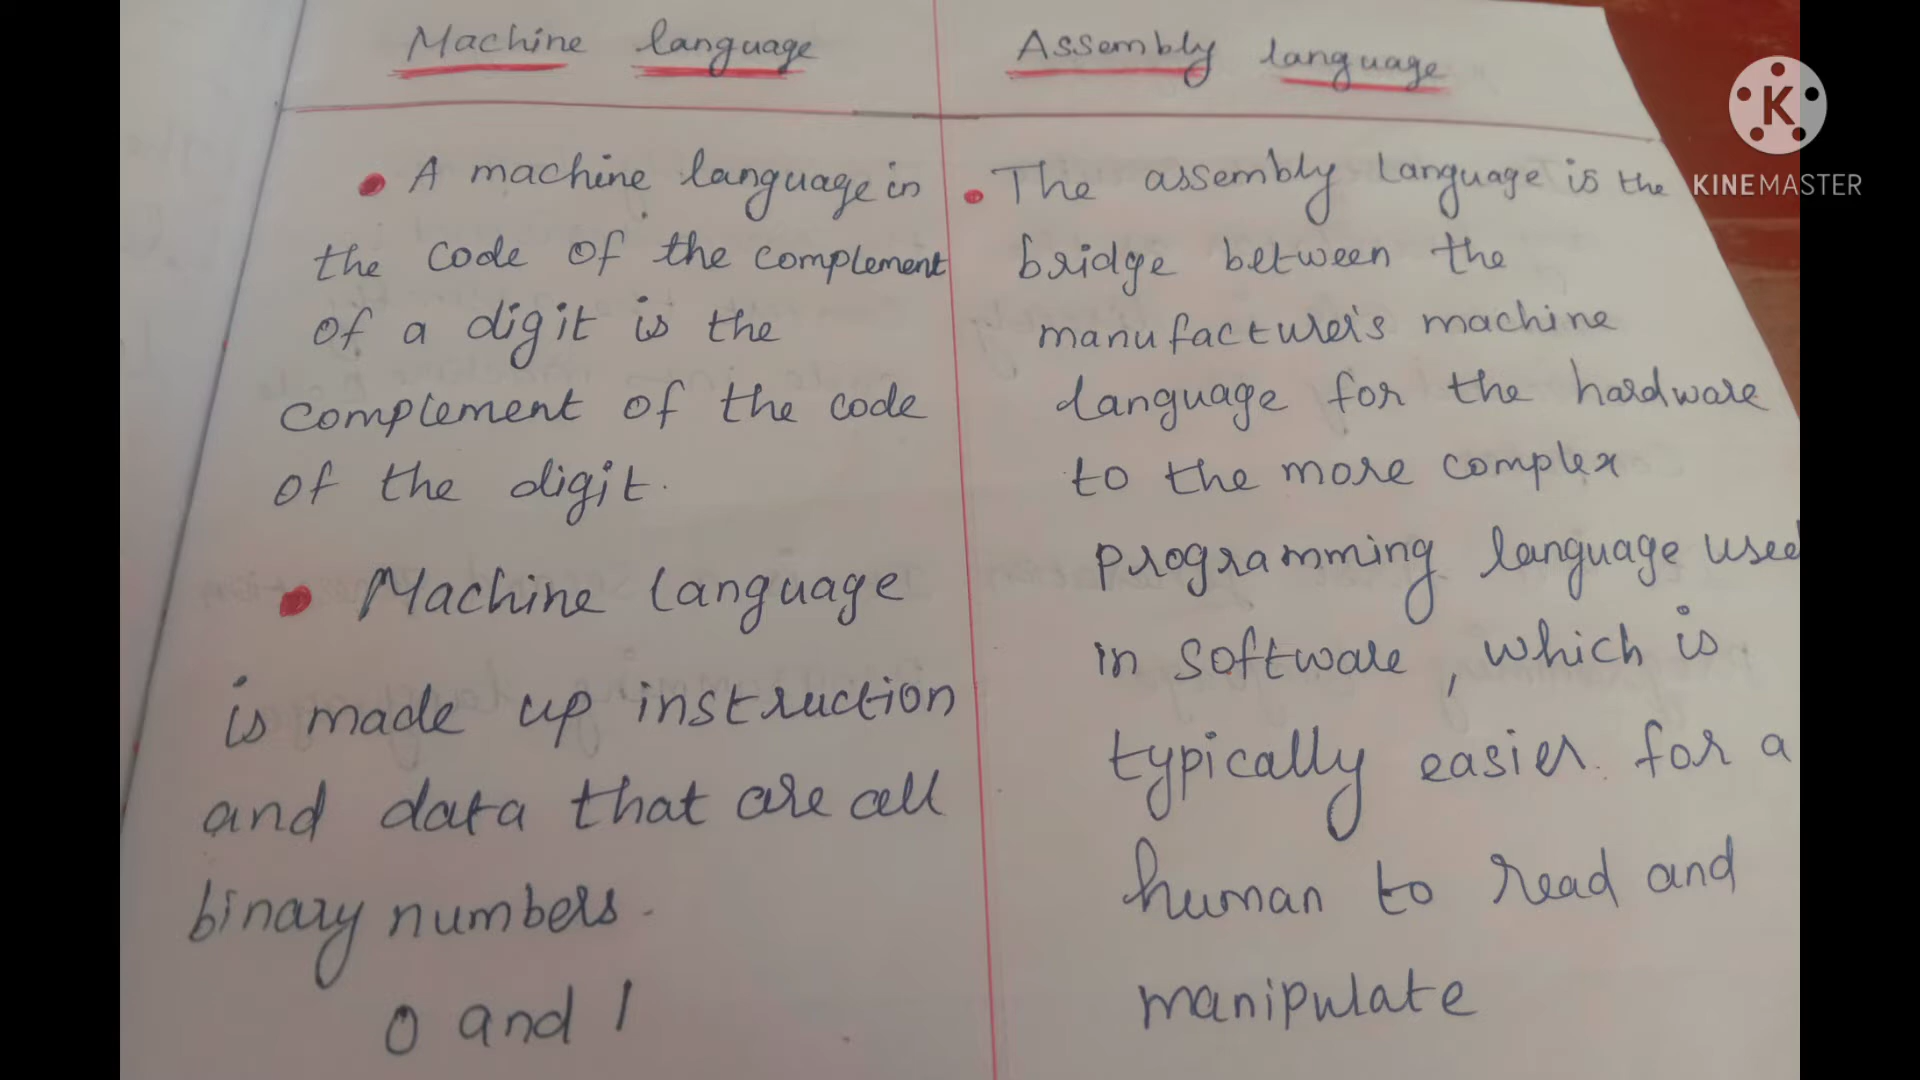 Machine language
A machine language in
the code of the complement
of a digit is the
complement of the code
of the digit.
Machine language
is made up instruction
and data that are all
binary numbers.
0 and 1
Assembly language
The assembly language is the
bridge between the
manufacturer's machine
language for the hardware
to the more complex
programming language used
in software, which is
typically easier for a
human to read and
manipulate
K
KINEMASTER